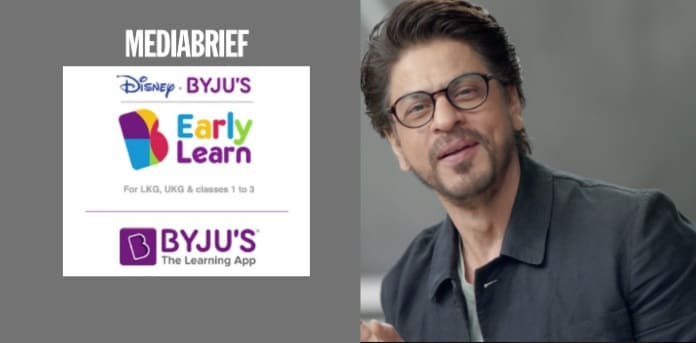 MEDIABRIEF
Disney · BYJU'S
Early
Learn
For LKG, UKG & classes 1 to 3
BYJU'S
The Learning App